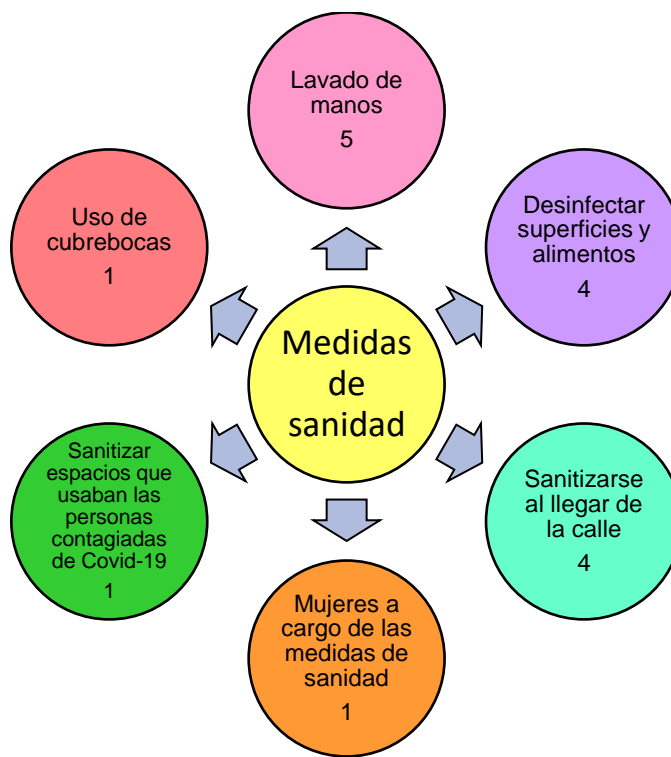 Lavado de
manos
5
Uso de
cubrebocas
1
Desinfectar
superficies y
alimentos
4
Medidas
de
sanidad
Sanitizar
espacios que
usaban las
personas
contagiadas
de Covid-19
1
Sanitizarse
al llegar de
la calle
4
Mujeres a
cargo de las
medidas de
sanidad
1